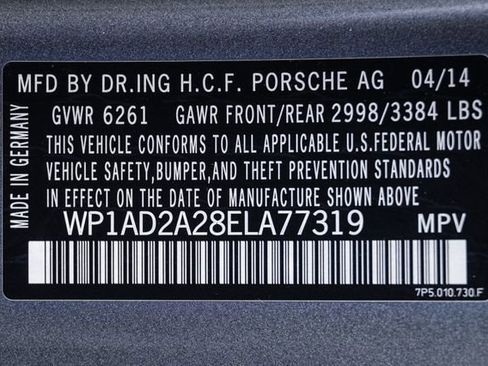 MFD BY DR.ING H.C.F. PORSCHE AG 04/14
GVWR 6261 GAWR FRONT/REAR 2998/3384 LBS
THIS VEHICLE CONFORMS TO ALL APPLICABLE U.S.FEDERAL MOTOR
VEHICLE SAFETY,BUMPER,AND THEFT PREVENTION STANDARDS
IN EFFECT ON THE DATE OF MANUFACTURE SHOWN ABOVE.
WP1AD2A28ELA77319 MPV
7P5.010.730.F
MADE IN GERMANY